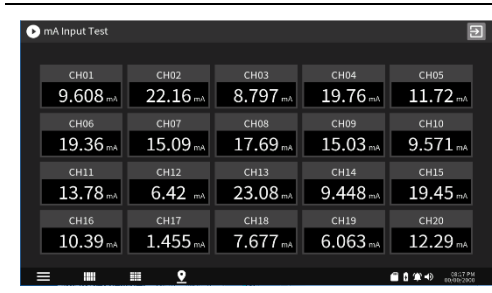 mA Input Test
CH01 CH02 CH03 CH04 CH05
9.608 mA 22.16 mA 8.797 mA 19.76 mA 11.72 mA
CH06 CH07 CH08 CH09 CH10
19.36 mA 15.09 mA 17.69 mA 15.03 mA 9.571 mA
CH11 CH12 CH13 CH14 CH15
13.78 mA 6.42 mA 23.08 mA 9.448 mA 19.45 mA
CH16 CH17 CH18 CH19 CH20
10.39 mA 1.455 mA 7.677 mA 6.063 mA 12.29 mA
08:17 PM
00/00/2000